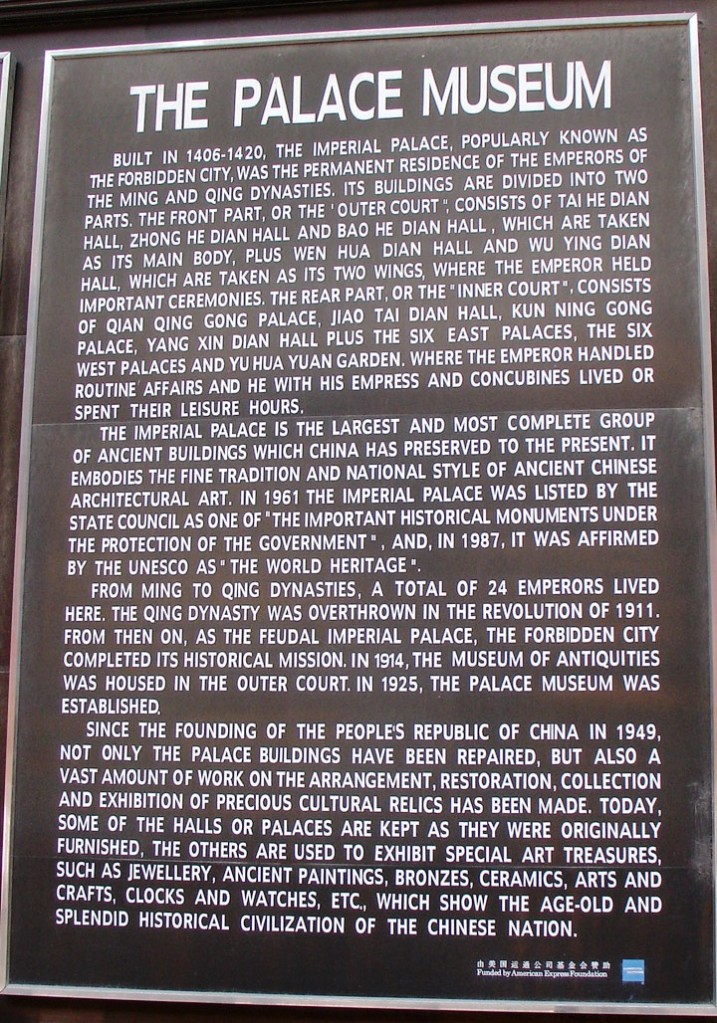 THE PALACE MUSEUM
BUILT IN 1406-1420, THE IMPERIAL PALACE, POPULARLY KNOWN AS
THE FORBIDDEN CITY, WAS THE PERMANENT RESIDENCE OF THE EMPERORS OF
THE MING AND QING DYNASTIES. ITS BUILDINGS ARE DIVIDED INTO TWO
PARTS. THE FRONT PART, OR THE 'OUTER COURT", CONSISTS OF TAI HE DIAN
HALL, ZHONG HE DIAN HALL AND BAO HE DIAN HALL, WHICH ARE TAKEN
AS ITS MAIN BODY, PLUS WEN HUA DIAN HALL AND WU YING DIAN
HALL, WHICH ARE TAKEN AS ITS TWO WINGS, WHERE THE EMPEROR HELD
IMPORTANT CEREMONIES. THE REAR PART, OR THE "INNER COURT", CONSISTS
OF QIAN QING GONG PALACE, JIAO TAI DIAN HALL, KUN NING GONG
PALACE, YANG XIN DIAN HALL PLUS THE SIX EAST PALACES, THE SIX
WEST PALACES AND YU HUA YUAN GARDEN. WHERE THE EMPEROR HANDLED
ROUTINE AFFAIRS AND HE WITH HIS EMPRESS AND CONCUBINES LIVED OR
SPENT THEIR LEISURE HOURS.
THE IMPERIAL PALACE IS THE LARGEST AND MOST COMPLETE GROUP
OF ANCIENT BUILDINGS WHICH CHINA HAS PRESERVED TO THE PRESENT. IT
EMBODIES THE FINE TRADITION AND NATIONAL STYLE OF ANCIENT CHINESE
ARCHITECTURAL ART. IN 1961 THE IMPERIAL PALACE WAS LISTED BY THE
STATE COUNCIL AS ONE OF "THE IMPORTANT HISTORICAL MONUMENTS UNDER
THE PROTECTION OF THE GOVERNMENT", AND, IN 1987, IT WAS AFFIRMED
BY THE UNESCO AS "THE WORLD HERITAGE".
FROM MING TO QING DYNASTIES, A TOTAL OF 24 EMPERORS LIVED
HERE. THE QING DYNASTY WAS OVERTHROWN IN THE REVOLUTION OF 1911.
FROM THEN ON, AS THE FEUDAL IMPERIAL PALACE, THE FORBIDDEN CITY
COMPLETED ITS HISTORICAL MISSION. IN 1914, THE MUSEUM OF ANTIQUITIES
WAS HOUSED IN THE OUTER COURT. IN 1925, THE PALACE MUSEUM WAS
ESTABLISHED.
SINCE THE FOUNDING OF THE PEOPLE'S REPUBLIC OF CHINA IN 1949,
NOT ONLY THE PALACE BUILDINGS HAVE BEEN REPAIRED, BUT ALSO A
VAST AMOUNT OF WORK ON THE ARRANGEMENT, RESTORATION, COLLECTION
AND EXHIBITION OF PRECIOUS CULTURAL RELICS HAS BEEN MADE. TODAY,
SOME OF THE HALLS OR PALACES ARE KEPT AS THEY WERE ORIGINALLY
FURNISHED, THE OTHERS ARE USED TO EXHIBIT SPECIAL ART TREASURES,
SUCH AS JEWELLERY, ANCIENT PAINTINGS, BRONZES, CERAMICS, ARTS AND
CRAFTS, CLOCKS AND WATCHES, ETC., WHICH SHOW THE AGE-OLD AND
SPLENDID HISTORICAL CIVILIZATION OF THE CHINESE NATION.
由美国运通公司基金会赞助
Funded by American Express Foundation